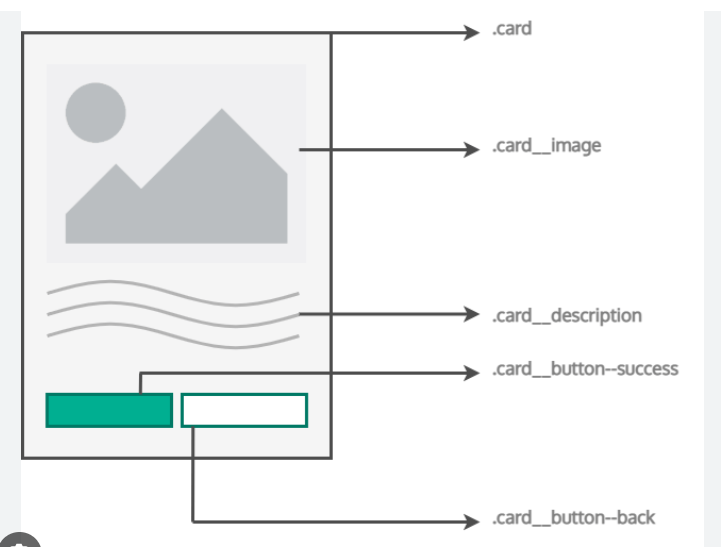 .card
.card__image
.card__description
.card__button--success
.card__button--back